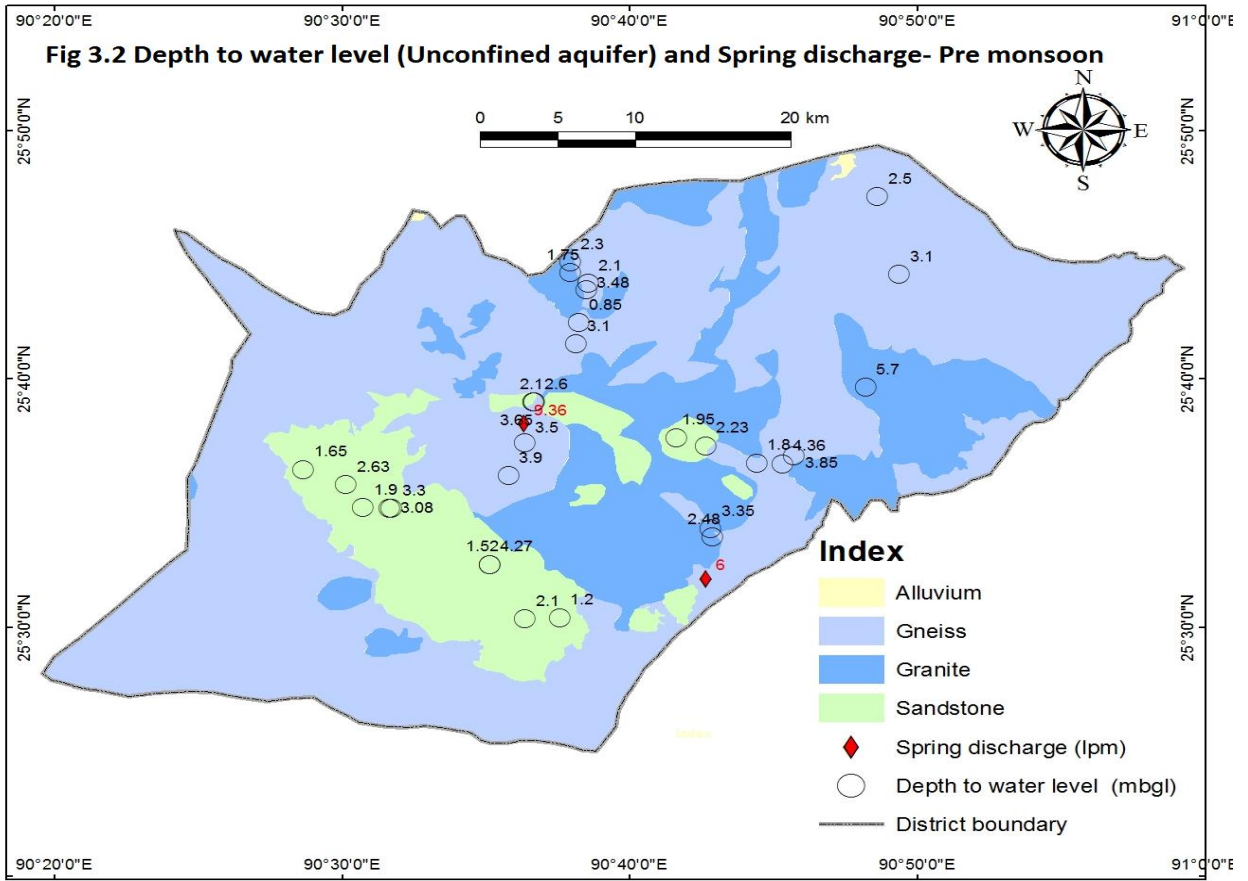 90°20'0"E 90°30'0"E 90°40'0"E 90°50'0"E 91°0'0"E
Fig 3.2 Depth to water level (Unconfined aquifer) and Spring discharge- Pre monsoon
0 5 10 20 km
N
W E
S
25°50'0"N 25°50'0"N
2.5
2.3
1.75
2.1
3.1
3.48
0.85
3.1
25°40'0"N 25°40'0"N
5.7
2.12.6
9.36
3.65 3.5
1.95
2.23
1.84.36
3.85
3.9
1.65
2.63
1.9 3.3
3.08
3.35
2.48
1.524.27
6
2.1 1.2
25°30'0"N 25°30'0"N
Index
Alluvium
Gneiss
Granite
Sandstone
Index
Spring discharge (lpm)
Depth to water level (mbgl)
District boundary
90°20'0"E 90°30'0"E 90°40'0"E 90°50'0"E 91°0'0"E